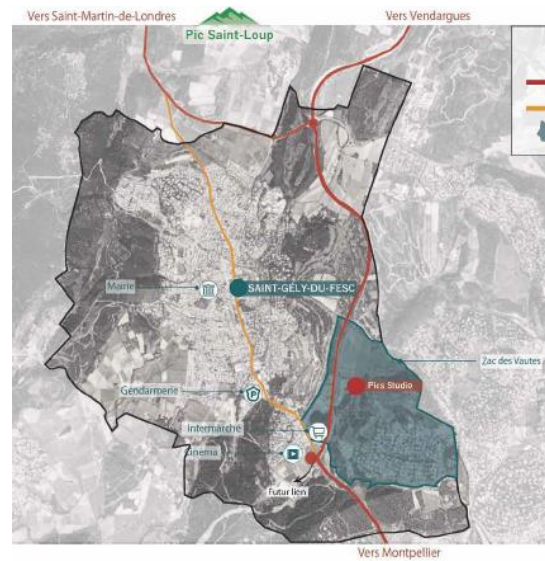 Vers Saint-Martin-de-Londres
Vers Vendargues
Pic Saint-Loup
Mairie
SAINT-GÉLY-DU-FESC
Zac des Vautes
Pics Studio
Gendarmerie
P
Intermarché
Cinema
Futur lien
Vers Montpellier